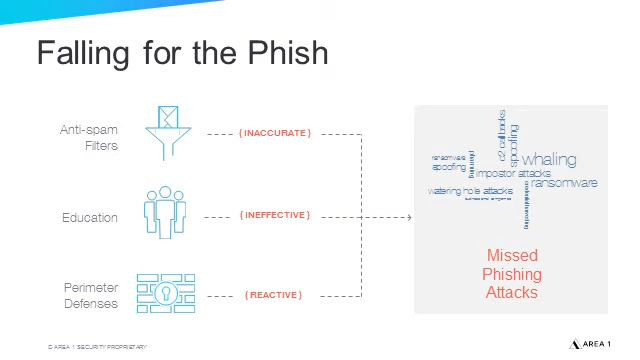 Falling for the Phish
Anti-spam
Filters
( INACCURATE )
Education
( INEFFECTIVE )
Perimeter
Defenses
( REACTIVE )
c2 callbacks
spoofing
ransomware
spoofing
pharming
whaling
impostor attacks
ransomware
watering hole attacks
Missed
Phishing
Attacks
© AREA 1 SECURITY PROPRIETARY
AREA 1